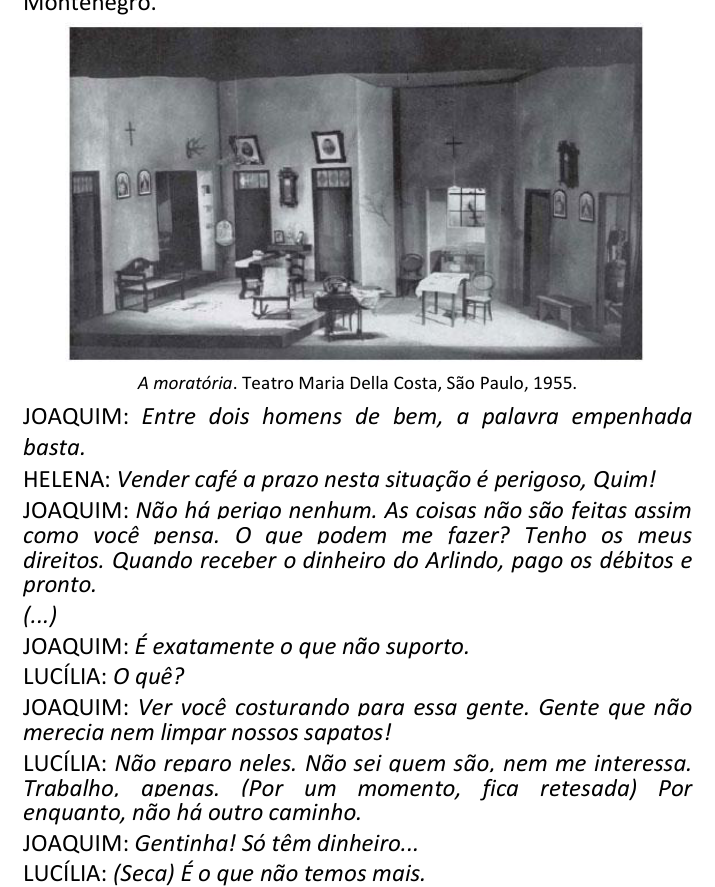 Montenegro.
A moratória. Teatro Maria Della Costa, São Paulo, 1955.
JOAQUIM: Entre dois homens de bem, a palavra empenhada
basta.
HELENA: Vender café a prazo nesta situação é perigoso, Quim!
JOAQUIM: Não há perigo nenhum. As coisas não são feitas assim
como você pensa. O que podem me fazer? Tenho os meus
direitos. Quando receber o dinheiro do Arlindo, pago os débitos e
pronto.
(...)
JOAQUIM: É exatamente o que não suporto.
LUCÍLIA: O quê?
JOAQUIM: Ver você costurando para essa gente. Gente que não
merecia nem limpar nossos sapatos!
LUCÍLIA: Não reparo neles. Não sei quem são, nem me interessa.
Trabalho, apenas. (Por um momento, fica retesada) Por
enquanto, não há outro caminho.
JOAQUIM: Gentinha! Só têm dinheiro...
LUCÍLIA: (Seca) É o que não temos mais.